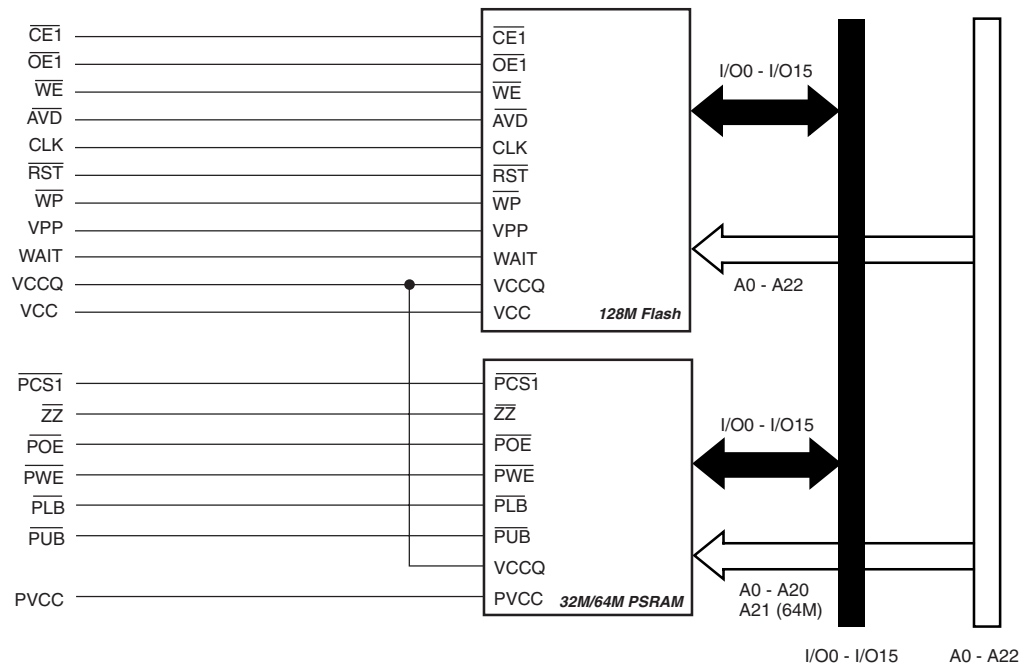 CE1
OE1
WE
AVD
CLK
RST
WP
VPP
WAIT
VCCQ
VCC
CE1
OE1
WE
AVD
CLK
RST
WP
VPP
WAIT
VCCQ
VCC
128M Flash
I/O0 - I/O15
A0 - A22
PCS1
ZZ
POE
PWE
PLB
PUB
PVCC
PCS1
ZZ
POE
PWE
PLB
PUB
VCCQ
PVCC
32M/64M PSRAM
I/O0 - I/O15
A0 - A20
A21 (64M)
I/O0 - I/O15
A0 - A22